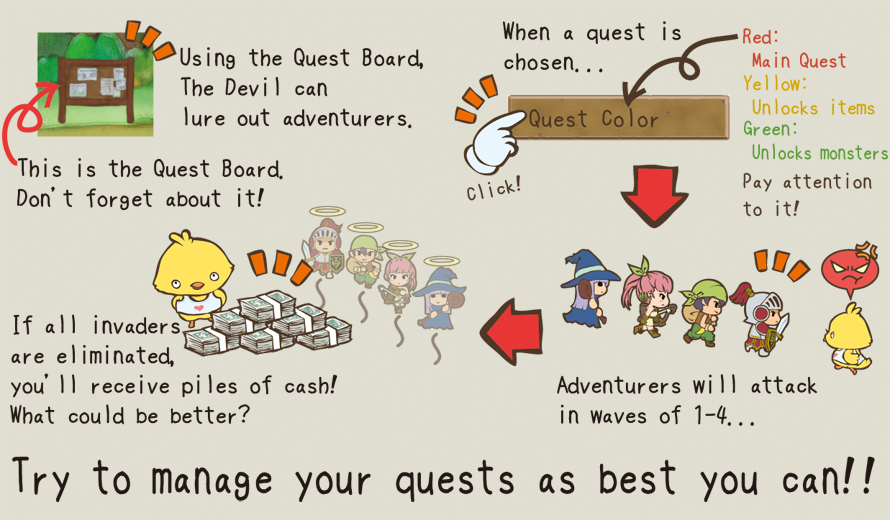 Using the Quest Board,
The Devil can
lure out adventurers.
This is the Quest Board.
Don't forget about it!
When a quest is
chosen...
Quest Color
Click!
Red:
Main Quest
Yellow:
Unlocks items
Green:
Unlocks monsters
Pay attention
to it!
Adventurers will attack
in waves of 1-4...
If all invaders
are eliminated,
you'll receive piles of cash!
What could be better?
Try to manage your quests as best you can!!